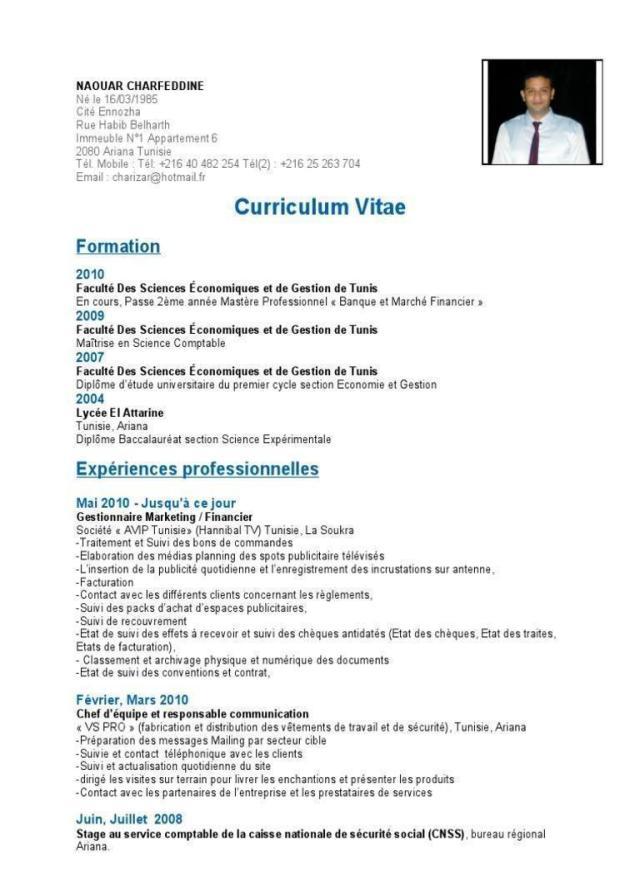 NAOUAR CHARFEDDINE
Né le 16/03/1985
Cité Ennozha
Rue Habib Belharth
Immeuble N°1 Appartement 6
2080 Ariana Tunisie
Tél. Mobile : Tél: +216 40 482 254 Tél(2) : +216 25 263 704
Email : charizar@hotmail.fr
Curriculum Vitae
Formation
2010
Faculté Des Sciences Économiques et de Gestion de Tunis
En cours, Passe 2ème année Mastère Professionnel « Banque et Marché Financier »
2009
Faculté Des Sciences Économiques et de Gestion de Tunis
Maîtrise en Science Comptable
2007
Faculté Des Sciences Économiques et de Gestion de Tunis
Diplôme d'étude universitaire du premier cycle section Economie et Gestion
2004
Lycée El Attarine
Tunisie, Ariana
Diplôme Baccalauréat section Science Expérimentale
Expériences professionnelles
Mai 2010 - Jusqu'à ce jour
Gestionnaire Marketing / Financier
Société « AVIP Tunisie» (Hannibal TV) Tunisie, La Soukra
-Traitement et Suivi des bons de commandes
-Elaboration des médias planning des spots publicitaire télévisés
-L'insertion de la publicité quotidienne et l'enregistrement des incrustations sur antenne,
-Facturation
-Contact avec les différents clients concernant les règlements,
-Suivi des packs d'achat d'espaces publicitaires,
-Suivi de recouvrement
-Etat de suivi des effets à recevoir et suivi des chèques antidatés (Etat des chèques, Etat des traites,
Etats de facturation),
- Classement et archivage physique et numérique des documents
-Etat de suivi des conventions et contrat,
Février, Mars 2010
Chef d'équipe et responsable communication
« VS PRO » (fabrication et distribution des vêtements de travail et de sécurité), Tunisie, Ariana
-Préparation des messages Mailing par secteur cible
-Suivie et contact téléphonique avec les clients
-Suivi et actualisation quotidienne du site
-dirigé les visites sur terrain pour livrer les enchantions et présenter les produits
-Contact avec les partenaires de l'entreprise et les prestataires de services
Juin, Juillet 2008
Stage au service comptable de la caisse nationale de sécurité social (CNSS), bureau régional
Ariana.